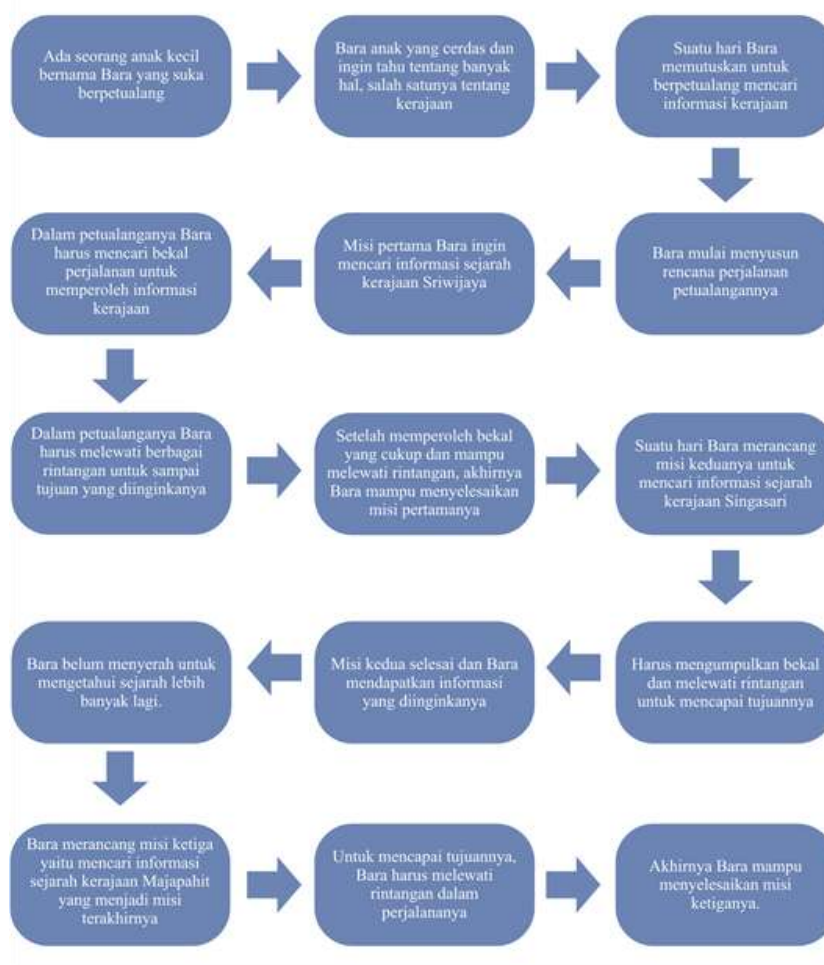 Ada seorang anak kecil
bernama Bara yang suka
berpetualang
Bara anak yang cerdas dan
ingin tahu tentang banyak
hal, salah satunya tentang
kerajaan
Suatu hari Bara
memutuskan untuk
berpetualang mencari
informasi kerajaan
Bara mulai menyusun
rencana perjalanan
petualangannya
Misi pertama Bara ingin
mencari informasi sejarah
kerajaan Sriwijaya
Dalam petualanganya Bara
harus mencari bekal
perjalanan untuk
memperoleh informasi
kerajaan
Dalam petualanganya Bara
harus melewati berbagai
rintangan untuk sampai
tujuan yang diinginkanya
Setelah memperoleh bekal
yang cukup dan mampu
melewati rintangan, akhirnya
Bara mampu menyelesaikan
misi pertamanya
Suatu hari Bara merancang
misi keduanya untuk
mencari informasi sejarah
kerajaan Singasari
Harus mengumpulkan bekal
dan melewati rintangan
untuk mencapai tujuannya
Misi kedua selesai dan Bara
mendapatkan informasi
yang diinginkanya
Bara belum menyerah untuk
mengetahui sejarah lebih
banyak lagi.
Bara merancang misi ketiga
yaitu mencari informasi
sejarah kerajaan Majapahit
yang menjadi misi
terakhirnya
Untuk mencapai tujuannya,
Bara harus melewati
rintangan dalam
perjalananya
Akhirnya Bara mampu
menyelesaikan misi
ketiganya.